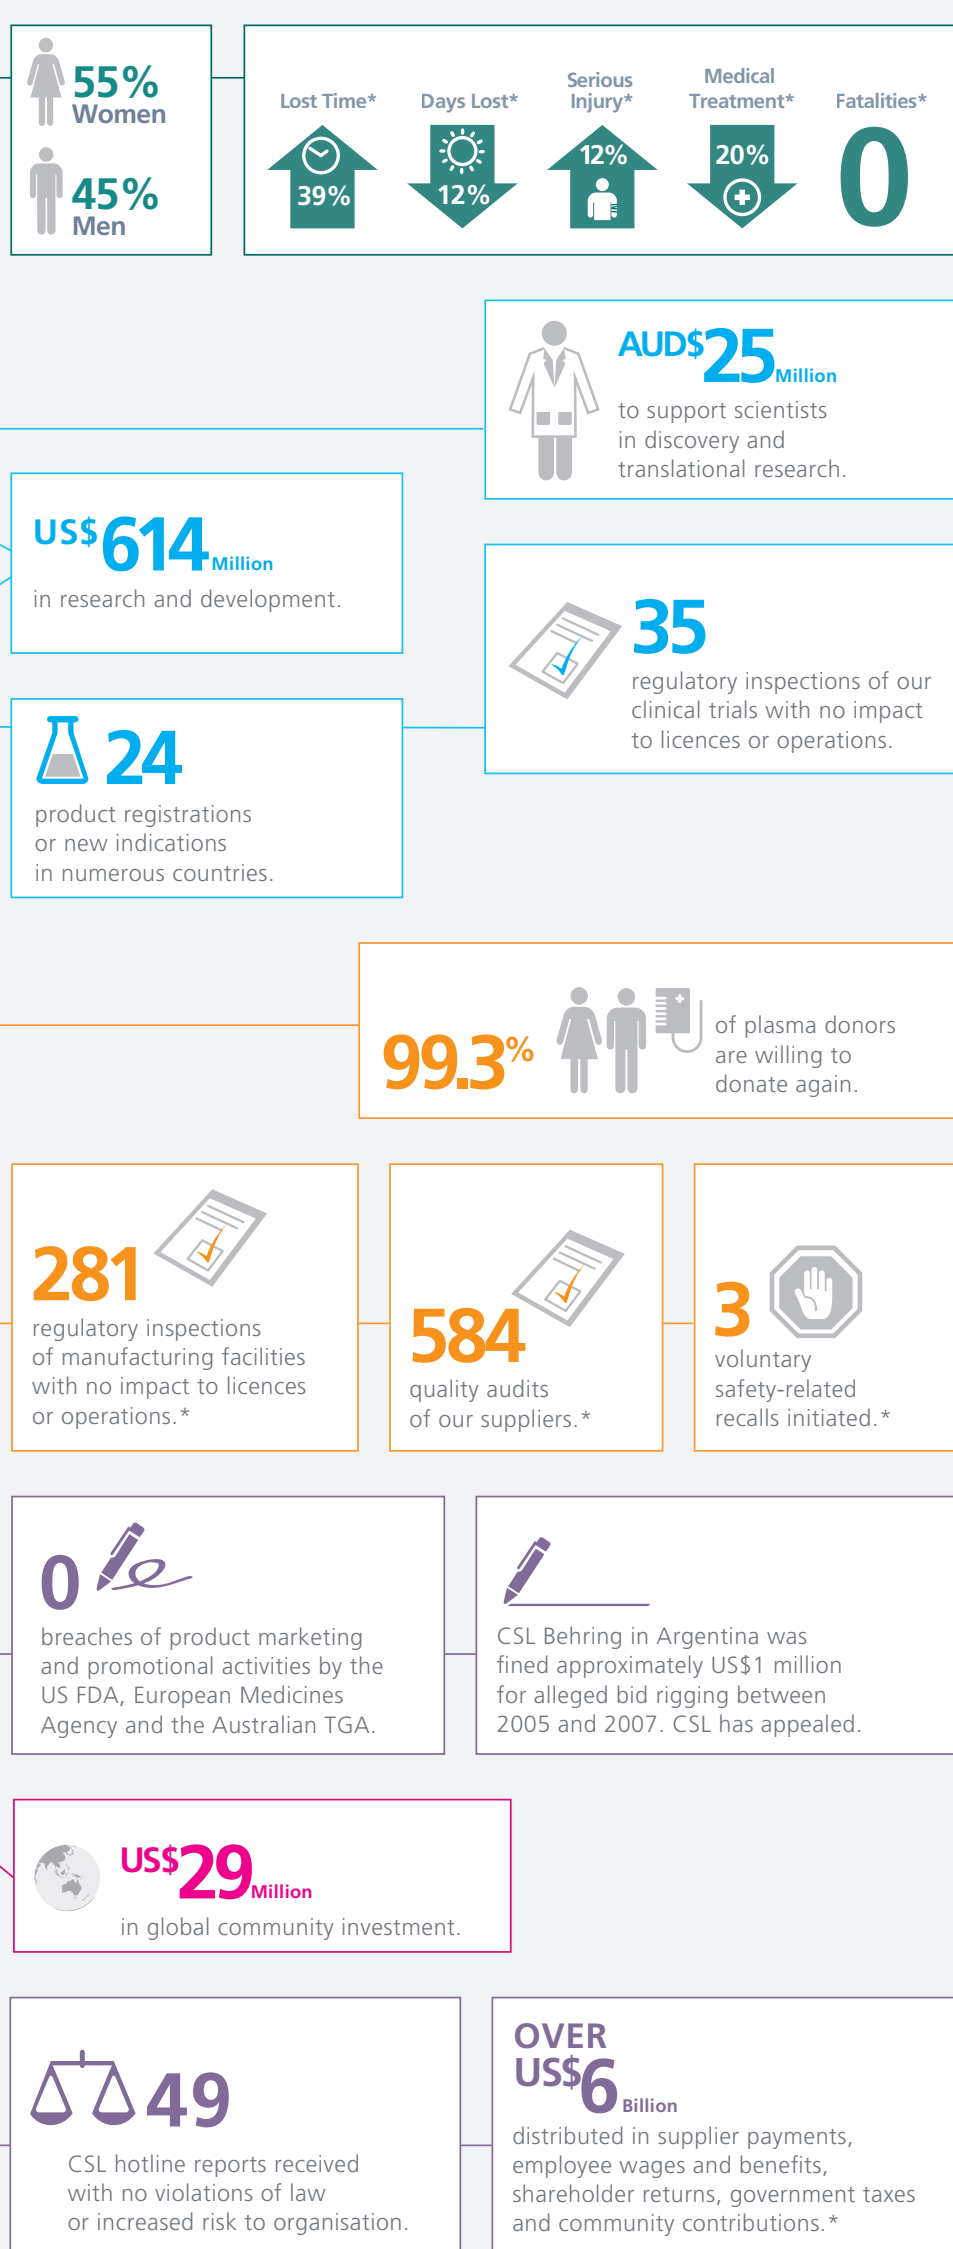 55%
Women
45%
Men
Lost Time*
39%
Days Lost*
12%
Serious
Injury*
12%
Medical
Treatment*
20%
Fatalities*
0
AUD$25Million
to support scientists
in discovery and
translational research.
US$614Million
in research and development.
35
regulatory inspections of our
clinical trials with no impact
to licences or operations.
24
product registrations
or new indications
in numerous countries.
99.3%
of plasma donors
are willing to
donate again.
281
regulatory inspections
of manufacturing facilities
with no impact to licences
or operations.*
584
quality audits
of our suppliers.*
3
voluntary
safety-related
recalls initiated.*
0
breaches of product marketing
and promotional activities by the
US FDA, European Medicines
Agency and the Australian TGA.
CSL Behring in Argentina was
fined approximately US$1 million
for alleged bid rigging between
2005 and 2007. CSL has appealed.
US$29Million
in global community investment.
49
CSL hotline reports received
with no violations of law
or increased risk to organisation.
OVER
US$6Billion
distributed in supplier payments,
employee wages and benefits,
shareholder returns, government taxes
and community contributions.*